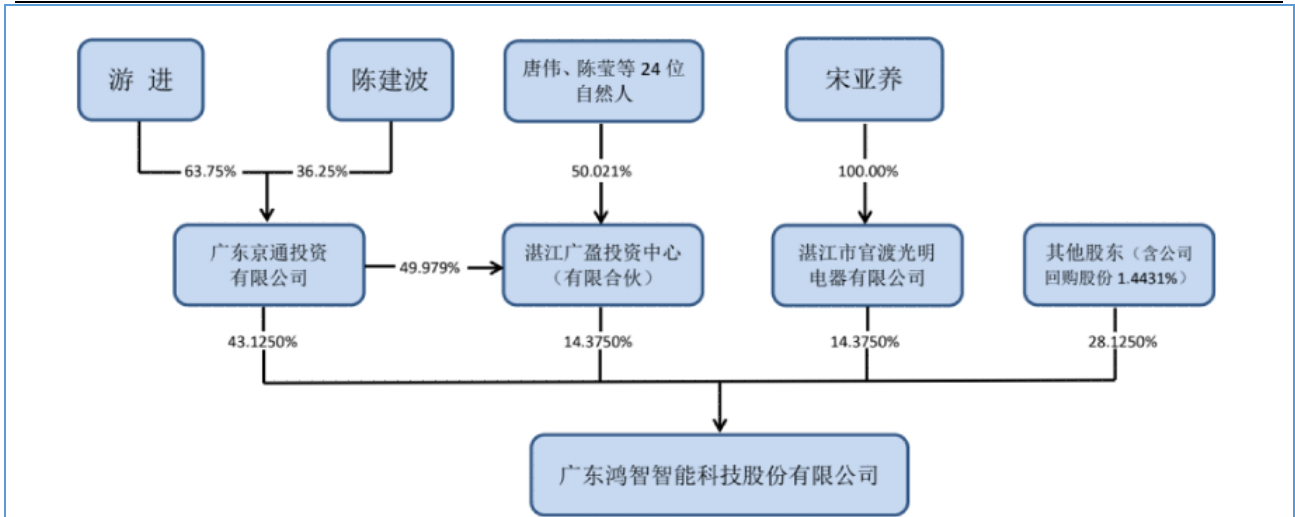 游 进
陈建波
唐伟、陈莹等 24 位
自然人
宋亚养
63.75%
36.25%
50.021%
100.00%
广东京通投资
有限公司
49.979%
湛江广盈投资中心
（有限合伙）
湛江市官渡光明
电器有限公司
其他股东（含公司
回购股份 1.4431%）
43.1250%
14.3750%
14.3750%
28.1250%
广东鸿智智能科技股份有限公司